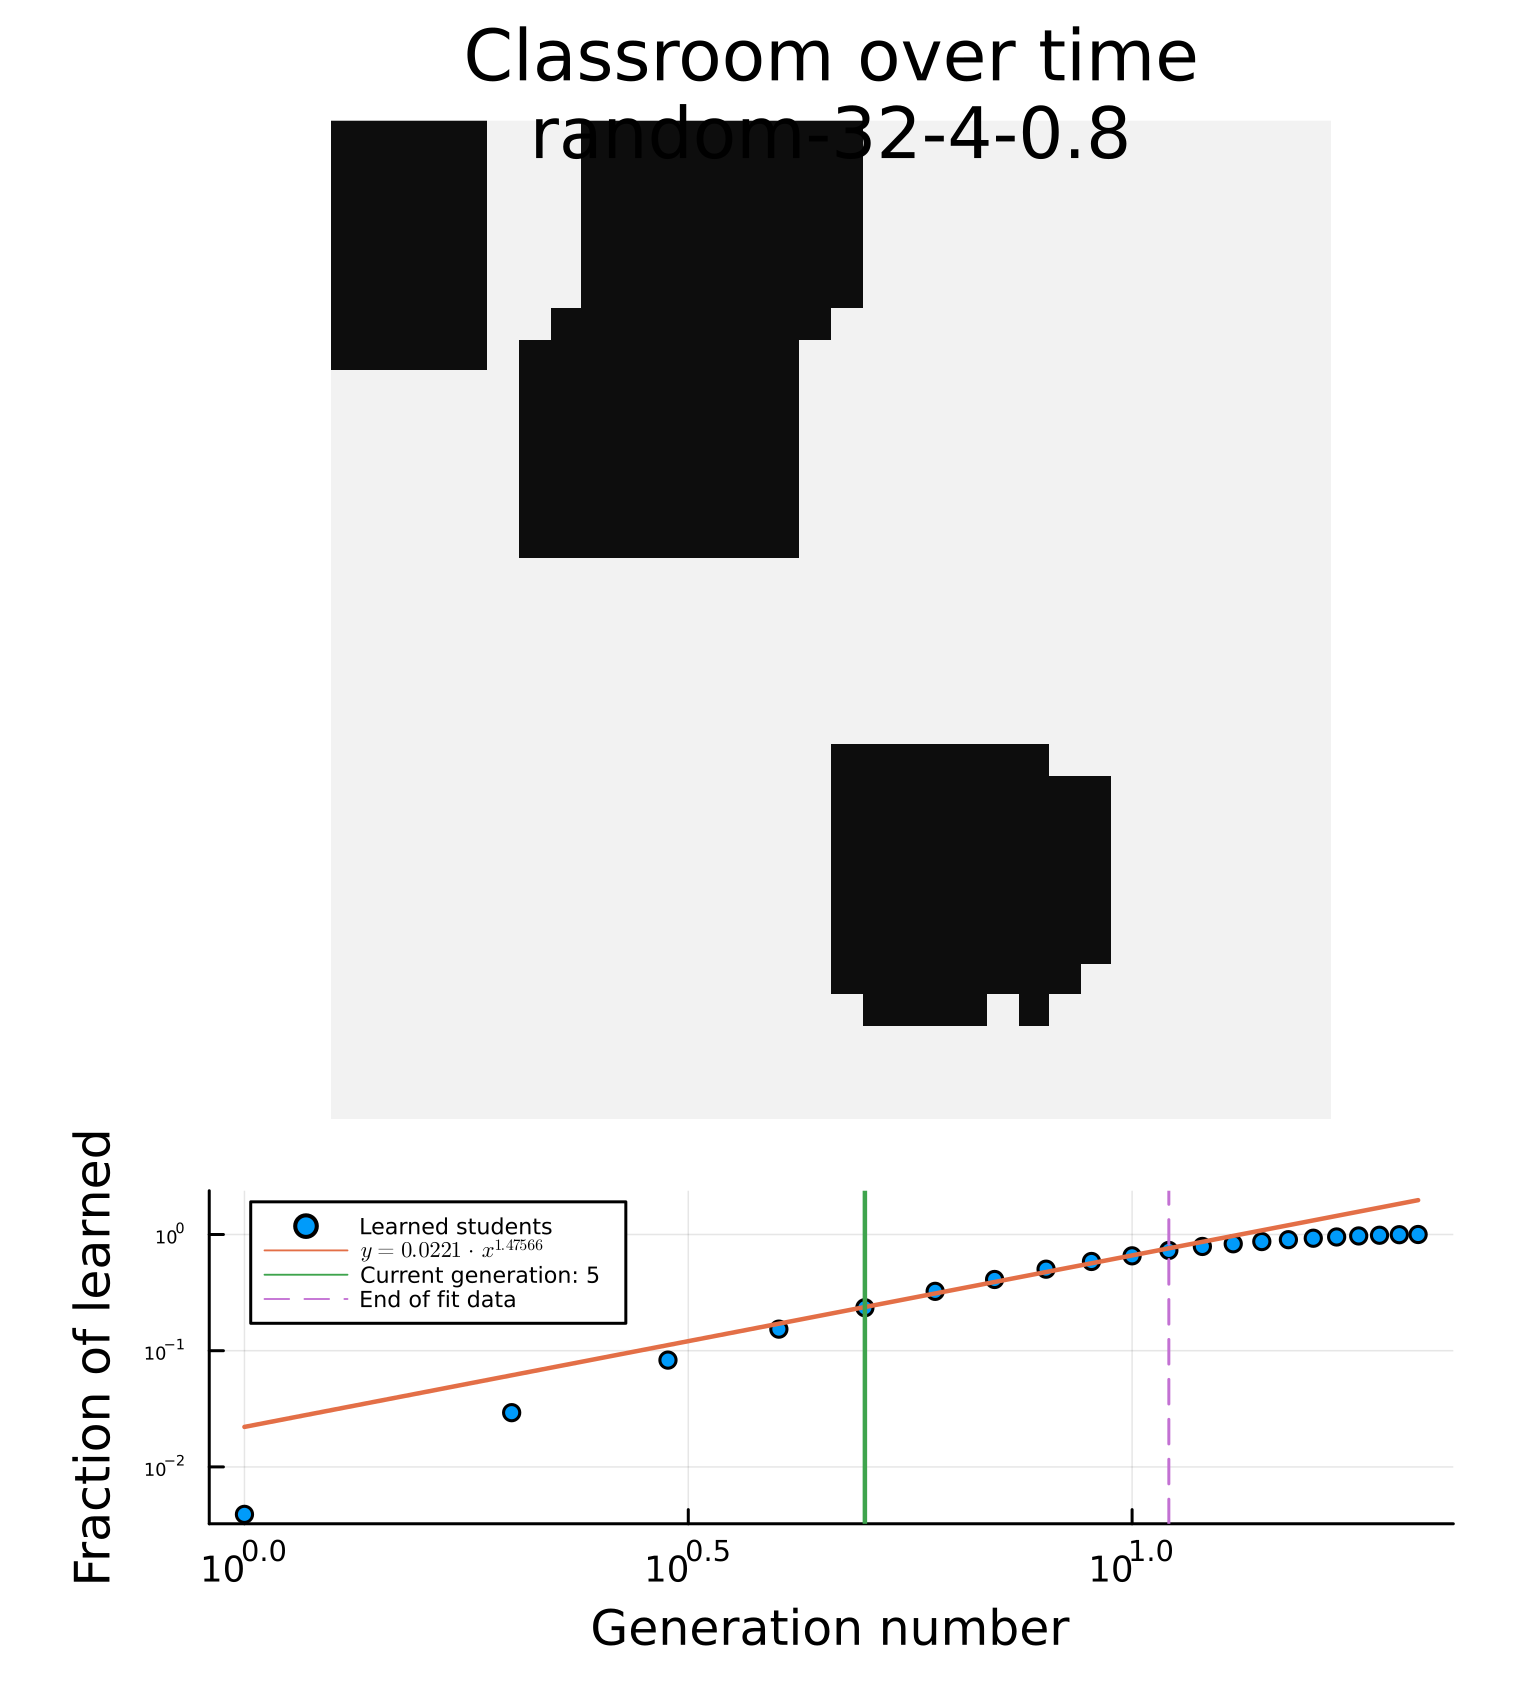 Classroom over time
random-32-4-0.8
Fraction of learned
10^0
10^-1
10^-2
Learned students
y = 0.0221 · x^1.47566
Current generation: 5
End of fit data
10^0.0 10^0.5 10^1.0
Generation number